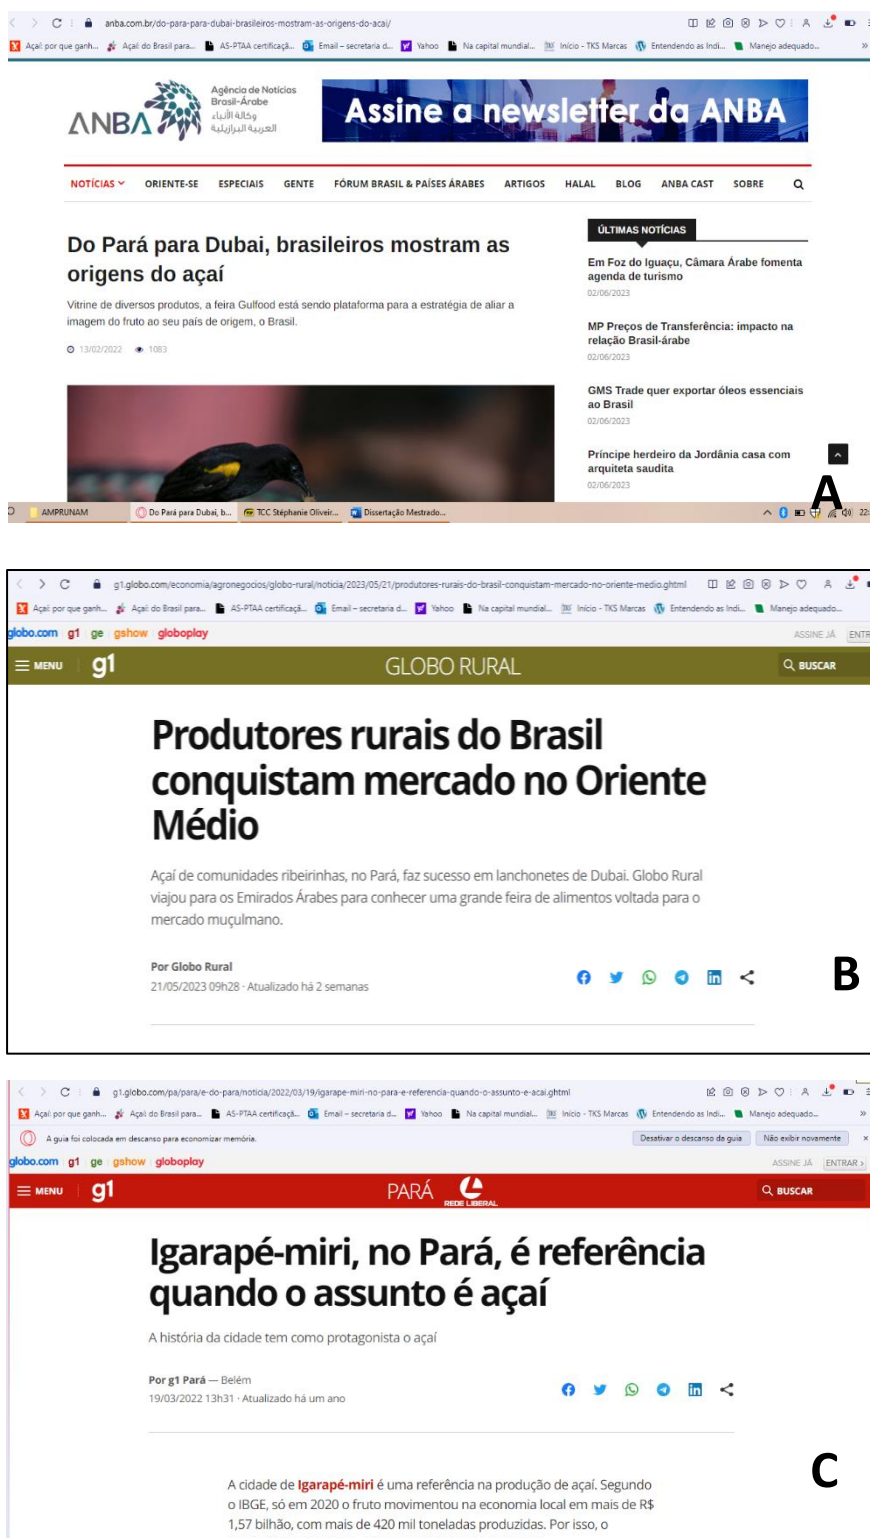 anba.com.br/do-para-para-dubai-brasileiros-mostram-as-origens-do-acai/
Açaí: por que ganh... Açaí do Brasil para... AS-PTAA certificaçã... Email – secretaria d... Yahoo Na capital mundial... Início - TKS Marcas Entendendo as Indi... Manejo adequado... »
ANBA
Agência de Notícias
Brasil-Árabe
وكالة الأنباء
العربية البرازيلية
Assine a newsletter da ANBA
NOTÍCIAS ORIENTE-SE ESPECIAIS GENTE FÓRUM BRASIL & PAÍSES ÁRABES ARTIGOS HALAL BLOG ANBA CAST SOBRE
Do Pará para Dubai, brasileiros mostram as
origens do açaí
Vitrine de diversos produtos, a feira Gulfood está sendo plataforma para a estratégia de aliar a
imagem do fruto ao seu país de origem, o Brasil.
13/02/2022 1083
ÚLTIMAS NOTÍCIAS
Em Foz do Iguaçu, Câmara Árabe fomenta
agenda de turismo
02/06/2023
MP Preços de Transferência: impacto na
relação Brasil-árabe
02/06/2023
GMS Trade quer exportar óleos essenciais
ao Brasil
02/06/2023
Príncipe herdeiro da Jordânia casa com
arquiteta saudita
02/06/2023
A
AMPRUNAM Do Pará para Dubai, b... TCC Stéphanie Oliveir... Dissertação Mestrado... 22:
g1.globo.com/economia/agronegocios/globo-rural/noticia/2023/05/21/produtores-rurais-do-brasil-conquistam-mercado-no-oriente-medio.ghtml
Açaí: por que ganh... Açaí do Brasil para... AS-PTAA certificaçã... Email – secretaria d... Yahoo Na capital mundial... Início - TKS Marcas Entendendo as Indi... Manejo adequado...
globo.com g1 ge gshow globoplay ASSINE JÁ ENTR
MENU g1 GLOBO RURAL BUSCAR
Produtores rurais do Brasil
conquistam mercado no Oriente
Médio
Açaí de comunidades ribeirinhas, no Pará, faz sucesso em lanchonetes de Dubai. Globo Rural
viajou para os Emirados Árabes para conhecer uma grande feira de alimentos voltada para o
mercado muçulmano.
Por Globo Rural
21/05/2023 09h28 · Atualizado há 2 semanas
B
g1.globo.com/pa/para/e-do-para/noticia/2022/03/19/igarape-miri-no-para-e-referencia-quando-o-assunto-e-acai.ghtml
Açaí: por que ganh... Açaí do Brasil para... AS-PTAA certificaçã... Email – secretaria d... Yahoo Na capital mundial... Início - TKS Marcas Entendendo as Indi... Manejo adequado... »
A guia foi colocada em descanso para economizar memória. Desativar o descanso da guia Não exibir novamente ×
globo.com g1 ge gshow globoplay ASSINE JÁ ENTRAR ›
MENU g1 PARÁ REDE LIBERAL BUSCAR
Igarapé-miri, no Pará, é referência
quando o assunto é açaí
A história da cidade tem como protagonista o açaí
Por g1 Pará — Belém
19/03/2022 13h31 · Atualizado há um ano
C
A cidade de Igarapé-miri é uma referência na produção de açaí. Segundo
o IBGE, só em 2020 o fruto movimentou na economia local em mais de R$
1,57 bilhão, com mais de 420 mil toneladas produzidas. Por isso, o